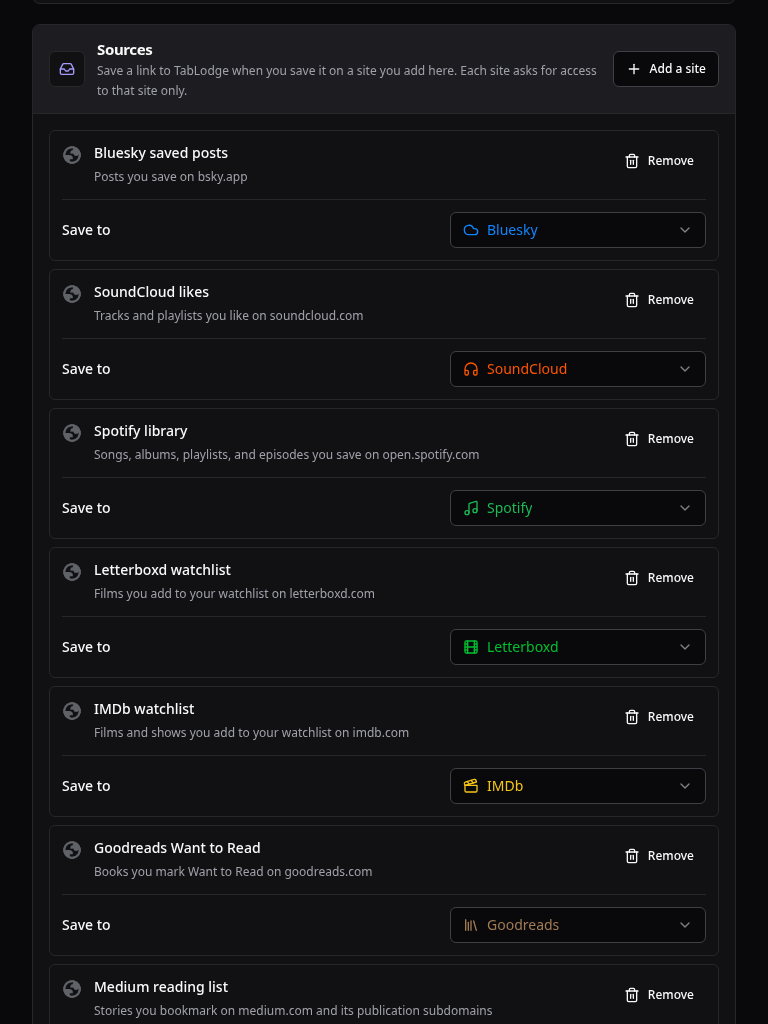 Sources
Save a link to TabLodge when you save it on a site you add here. Each site asks for access
to that site only.
Add a site
Bluesky saved posts
Posts you save on bsky.app
Remove
Save to
Bluesky
SoundCloud likes
Tracks and playlists you like on soundcloud.com
Remove
Save to
SoundCloud
Spotify library
Songs, albums, playlists, and episodes you save on open.spotify.com
Remove
Save to
Spotify
Letterboxd watchlist
Films you add to your watchlist on letterboxd.com
Remove
Save to
Letterboxd
IMDb watchlist
Films and shows you add to your watchlist on imdb.com
Remove
Save to
IMDb
Goodreads Want to Read
Books you mark Want to Read on goodreads.com
Remove
Save to
Goodreads
Medium reading list
Stories you bookmark on medium.com and its publication subdomains
Remove